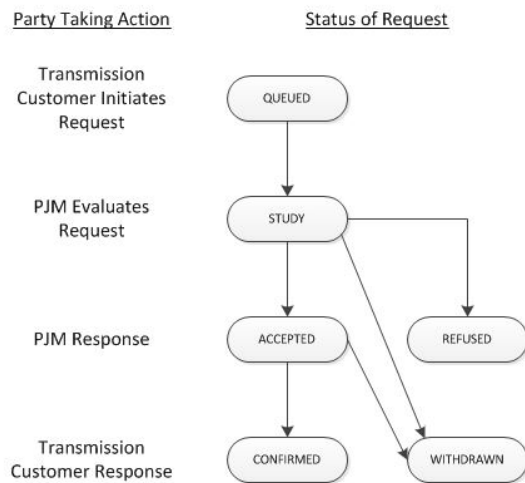 Party Taking Action
Status of Request
Transmission
Customer Initiates
Request
QUEUED
PJM Evaluates
Request
STUDY
PJM Response
ACCEPTED
REFUSED
Transmission
Customer Response
CONFIRMED
WITHDRAWN